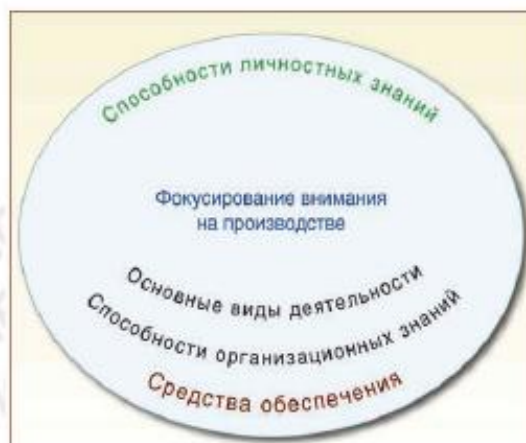 Способности личностных знаний
Фокусирование внимания
на производстве
Основные виды деятельности
Способности организационных знаний
Средства обеспечения